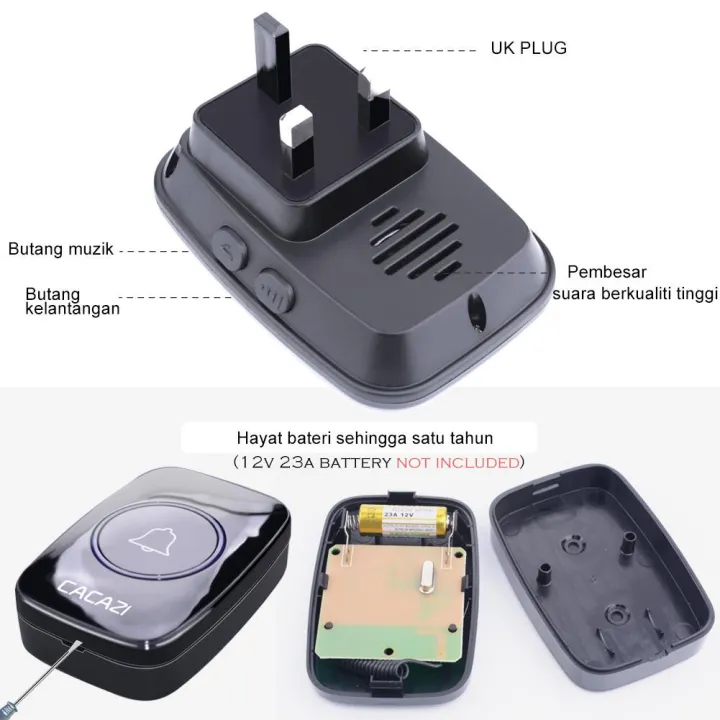 UK PLUG
Butang muzik
Butang
kelantangan
Pembesar
suara berkualiti tinggi
Hayat bateri sehingga satu tahun
(12V 23A BATTERY NOT INCLUDED)
23A 12V
CACAZI